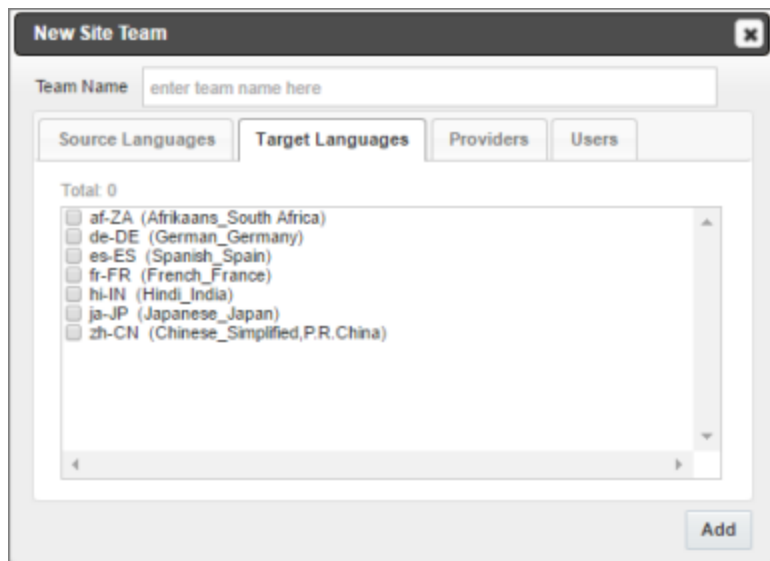 New Site Team
Team Name enter team name here
Source Languages Target Languages Providers Users
Total: 0
af-ZA (Afrikaans_South Africa)
de-DE (German_Germany)
es-ES (Spanish_Spain)
fr-FR (French_France)
hi-IN (Hindi_India)
ja-JP (Japanese_Japan)
zh-CN (Chinese_Simplified,P.R.China)
Add